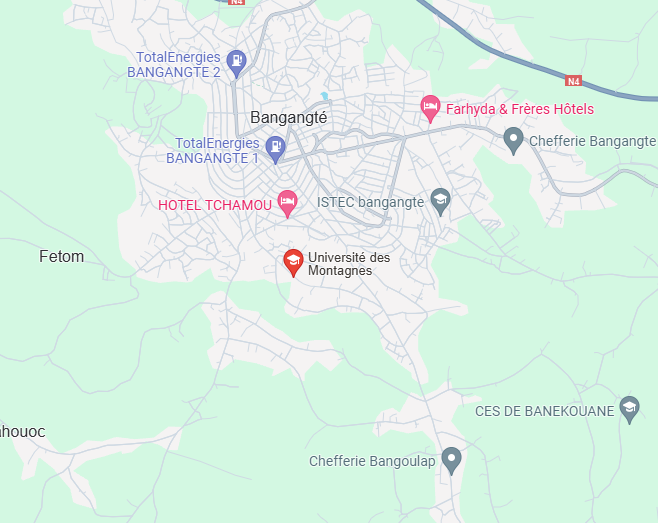 N4
TotalEnergies
BANGANGTE 2
N4
Bangangté
Farhyda & Frères Hôtels
Chefferie Bangangte
TotalEnergies
BANGANGTE 1
HOTEL TCHAMOU
ISTEC bangangte
Fetom
Université des
Montagnes
CES DE BANEKOUANE
ahouoc
Chefferie Bangoulap